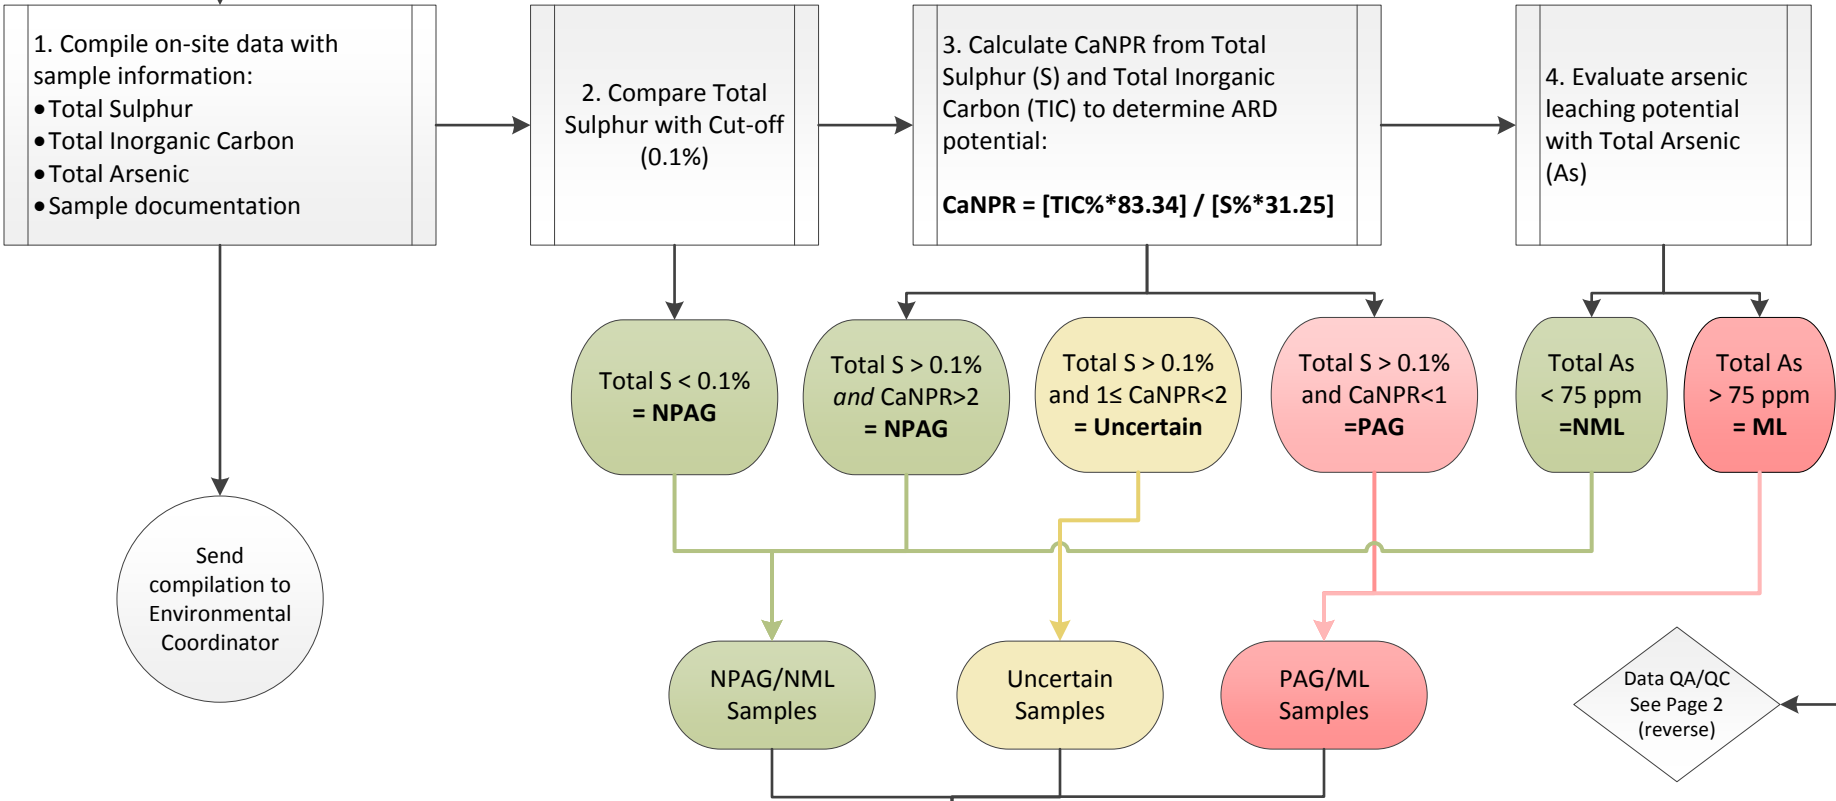 1. Compile on-site data with
sample information:
•Total Sulphur
•Total Inorganic Carbon
•Total Arsenic
•Sample documentation
2. Compare Total
Sulphur with Cut-off
(0.1%)
3. Calculate CaNPR from Total
Sulphur (S) and Total Inorganic
Carbon (TIC) to determine ARD
potential:
CaNPR = [TIC%*83.34] / [S%*31.25]
4. Evaluate arsenic
leaching potential
with Total Arsenic
(As)
Total S < 0.1%
= NPAG
Total S > 0.1%
and CaNPR>2
= NPAG
Total S > 0.1%
and 1≤ CaNPR<2
= Uncertain
Total S > 0.1%
and CaNPR<1
=PAG
Total As
< 75 ppm
=NML
Total As
> 75 ppm
= ML
Send
compilation to
Environmental
Coordinator
NPAG/NML
Samples
Uncertain
Samples
PAG/ML
Samples
Data QA/QC
See Page 2
(reverse)